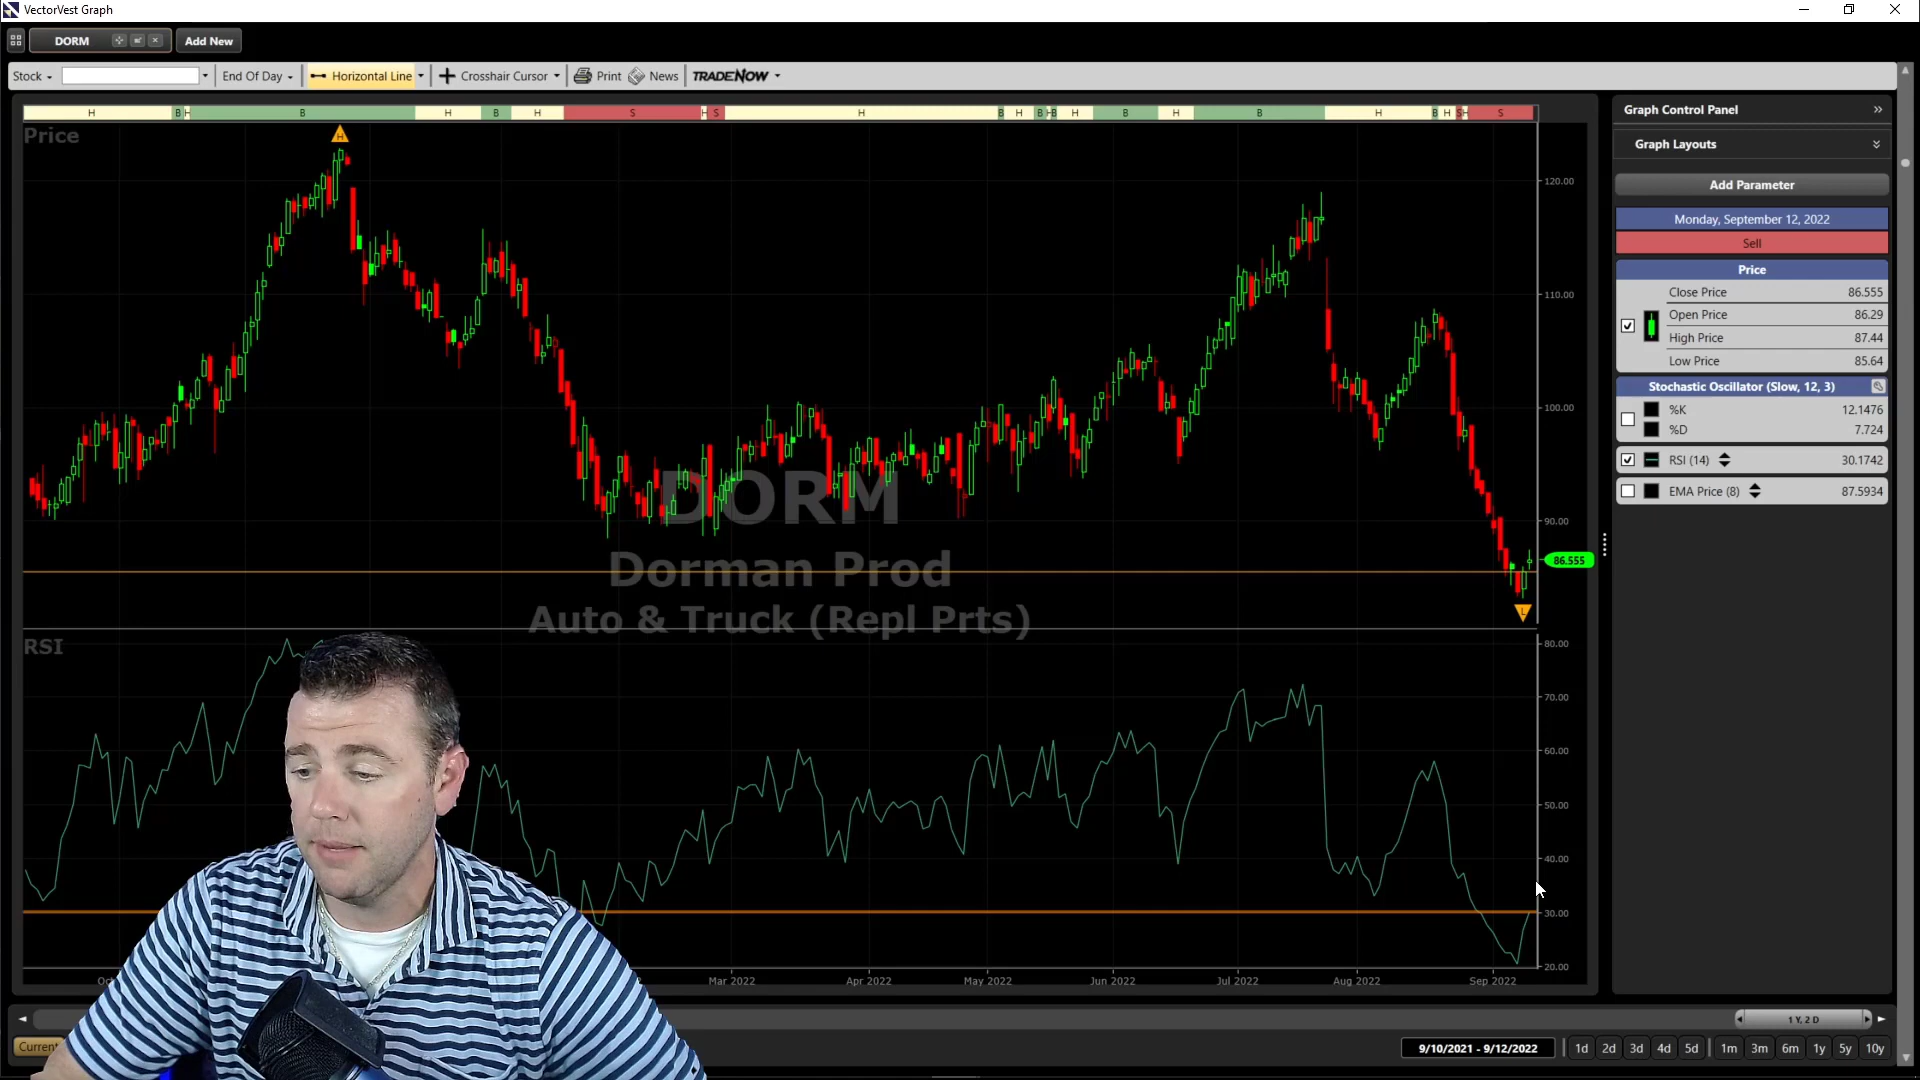 VectorVest Graph
DORM Add New
Stock End Of Day Horizontal Line Crosshair Cursor Print News TRADENOW
H B H B H B H S H S H B H B H B H B H B H B H S H S
Price
H
120.00
110.00
100.00
90.00
86.555
L
DORM
Dorman Prod
Auto & Truck (Repl Prts)
RSI
80.00
70.00
60.00
50.00
40.00
30.00
20.00
Mar 2022 Apr 2022 May 2022 Jun 2022 Jul 2022 Aug 2022 Sep 2022
Graph Control Panel
Graph Layouts
Add Parameter
Monday, September 12, 2022
Sell
Price
Close Price 86.555
Open Price 86.29
High Price 87.44
Low Price 85.64
Stochastic Oscillator (Slow, 12, 3)
%K 12.1476
%D 7.724
RSI (14) 30.1742
EMA Price (8) 87.5934
1 Y, 2 D
Current
9/10/2021 - 9/12/2022 1d 2d 3d 4d 5d 1m 3m 6m 1y 5y 10y